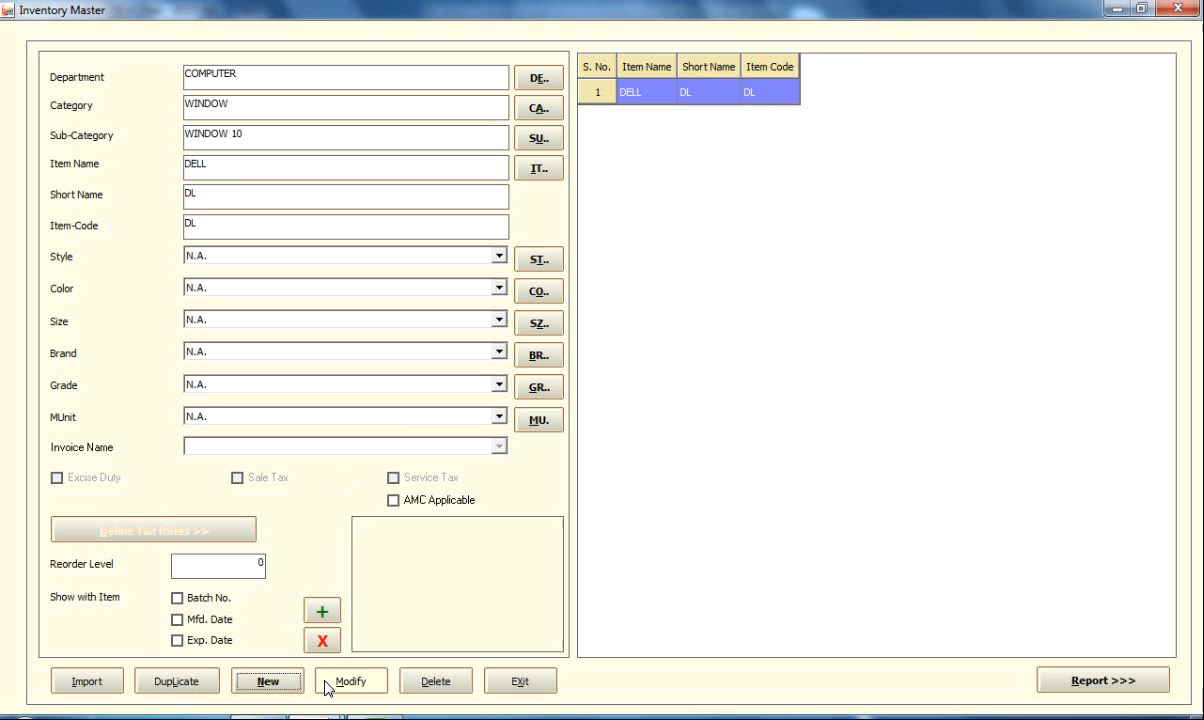 Inventory Master
Department COMPUTER DE..
Category WINDOW CA..
Sub-Category WINDOW 10 SU..
Item Name DELL IT..
Short Name DL
Item-Code DL
Style N.A. ST..
Color N.A. CO..
Size N.A. SZ..
Brand N.A. BR..
Grade N.A. GR..
MUnit N.A. MU.
Invoice Name
Excise Duty Sale Tax Service Tax
AMC Applicable
Define Tax Rates >>
Reorder Level 0
Show with Item Batch No.
Mfd. Date
Exp. Date
+
X
S. No. Item Name Short Name Item Code
1 DELL DL DL
Import DupLicate New Modify Delete EXit Report >>>